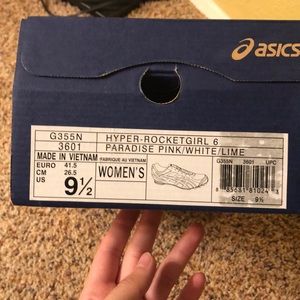 asics
G355N HYPER-ROCKETGIRL 6
3601 PARADISE PINK/WHITE/LIME
MADE IN VIETNAM /FABRIQUE AU VIETNAM
EURO 41.5
CM 26.5
US 9½
WOMEN'S
G355N 3601 UPC
SIZE 9½